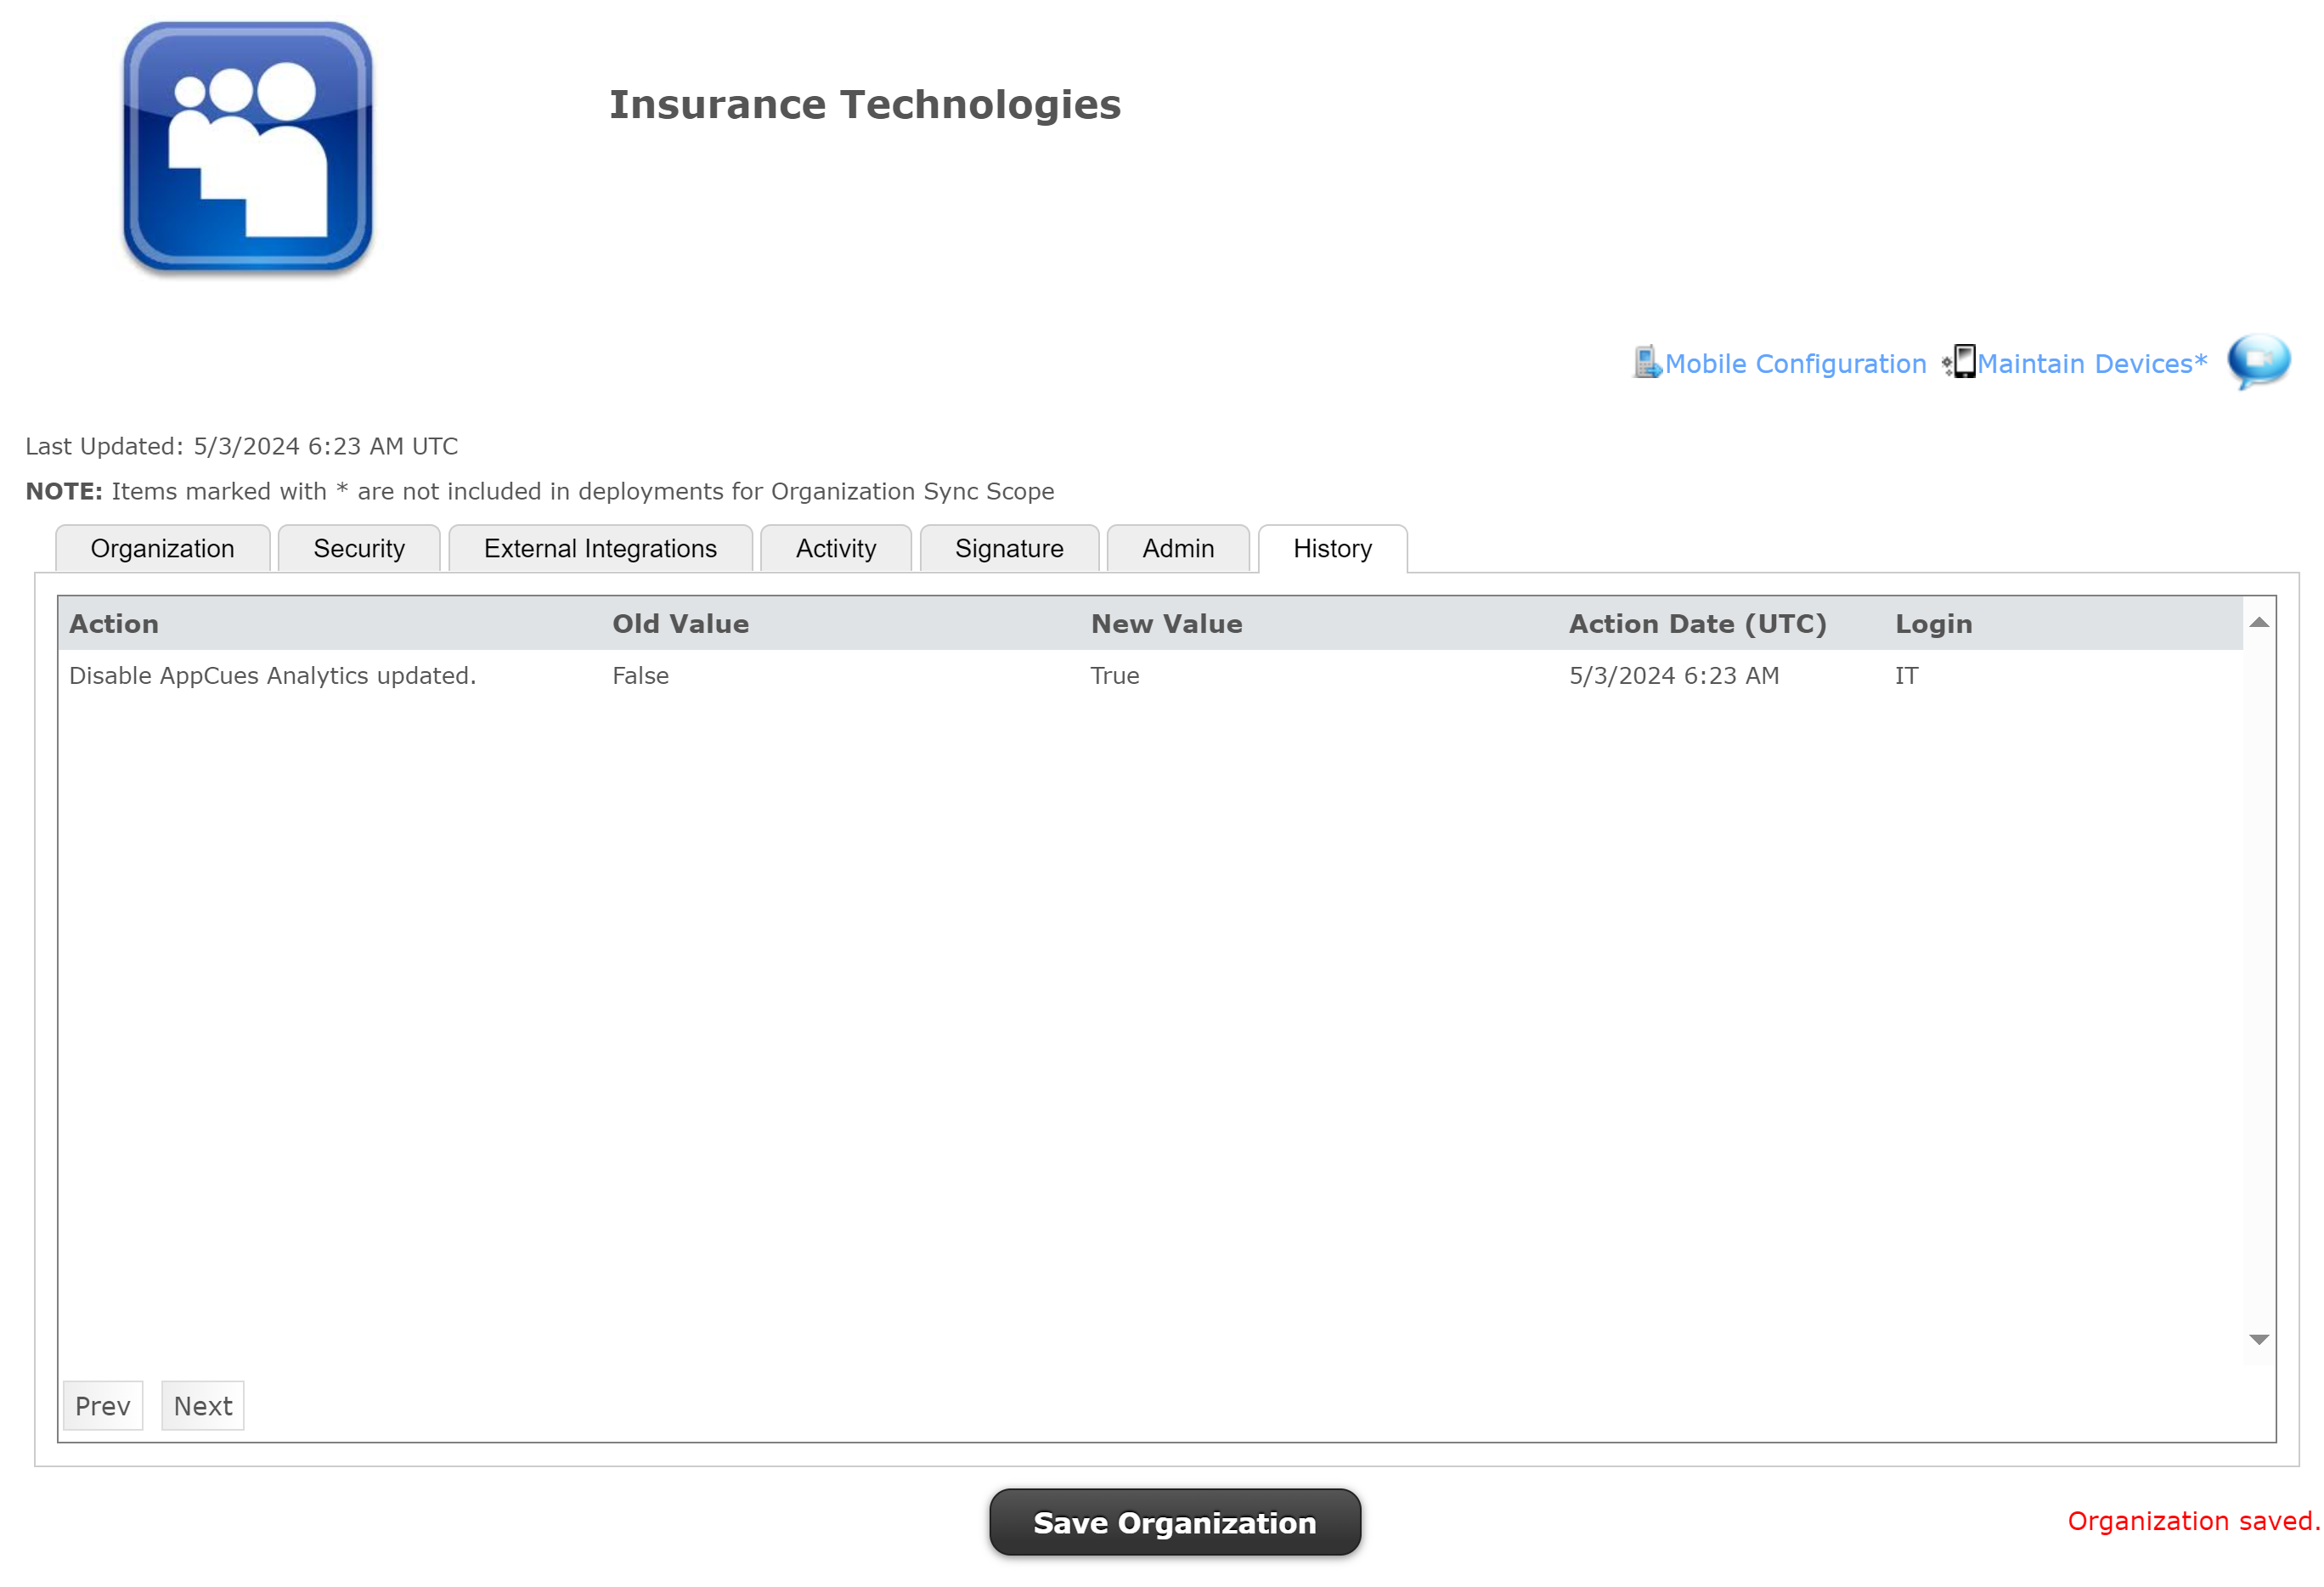 Insurance Technologies
Mobile Configuration Maintain Devices*
Last Updated: 5/3/2024 6:23 AM UTC
NOTE: Items marked with * are not included in deployments for Organization Sync Scope
Organization Security External Integrations Activity Signature Admin History
Action Old Value New Value Action Date (UTC) Login
Disable AppCues Analytics updated. False True 5/3/2024 6:23 AM IT
Prev Next
Save Organization
Organization saved.